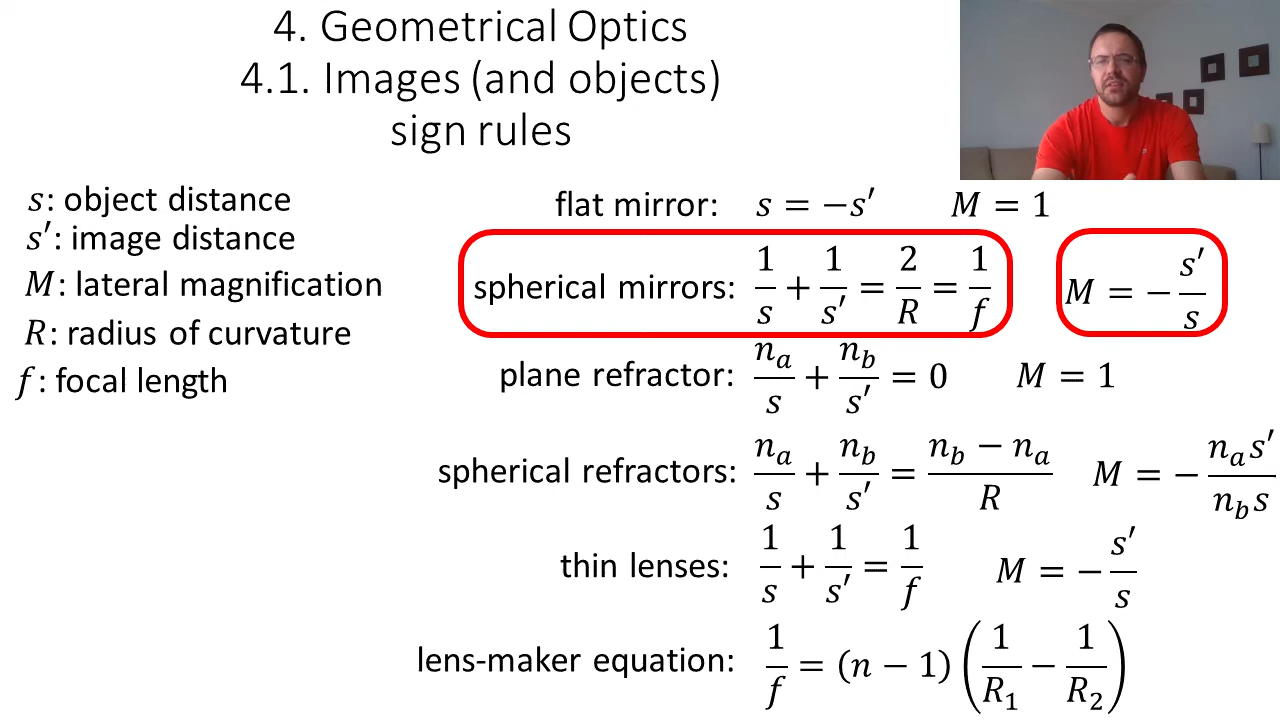 4. Geometrical Optics
4.1. Images (and objects)
sign rules
s: object distance
s′: image distance
M: lateral magnification
R: radius of curvature
f: focal length
flat mirror: s = −s′ M = 1
spherical mirrors: 1/s + 1/s′ = 2/R = 1/f M = −s′/s
plane refractor: n_a/s + n_b/s′ = 0 M = 1
spherical refractors: n_a/s + n_b/s′ = (n_b − n_a)/R M = −n_a s′/n_b s
thin lenses: 1/s + 1/s′ = 1/f M = −s′/s
lens-maker equation: 1/f = (n − 1)(1/R_1 − 1/R_2)